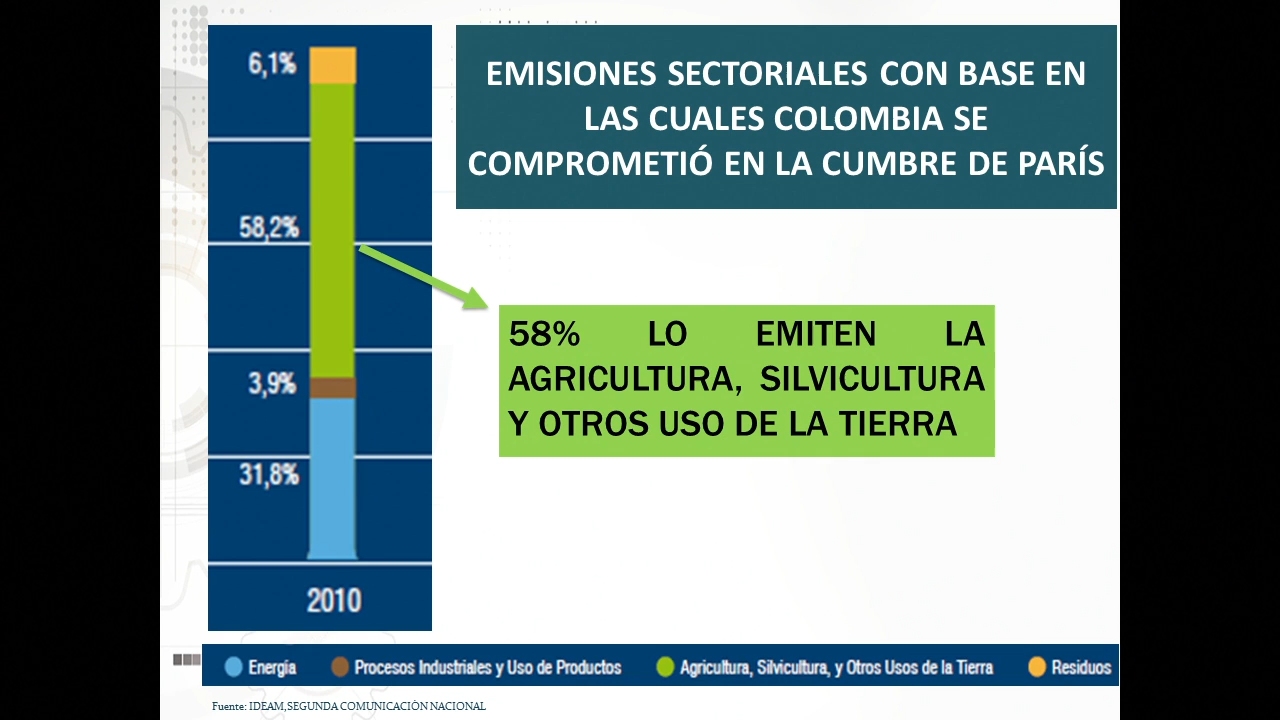 EMISIONES SECTORIALES CON BASE EN
LAS CUALES COLOMBIA SE
COMPROMETIÓ EN LA CUMBRE DE PARÍS
6,1%
58,2%
3,9%
31,8%
2010
58% LO EMITEN LA
AGRICULTURA, SILVICULTURA
Y OTROS USO DE LA TIERRA
Energía
Procesos Industriales y Uso de Productos
Agricultura, Silvicultura, y Otros Usos de la Tierra
Residuos
Fuente: IDEAM,SEGUNDA COMUNICACIÓN NACIONAL